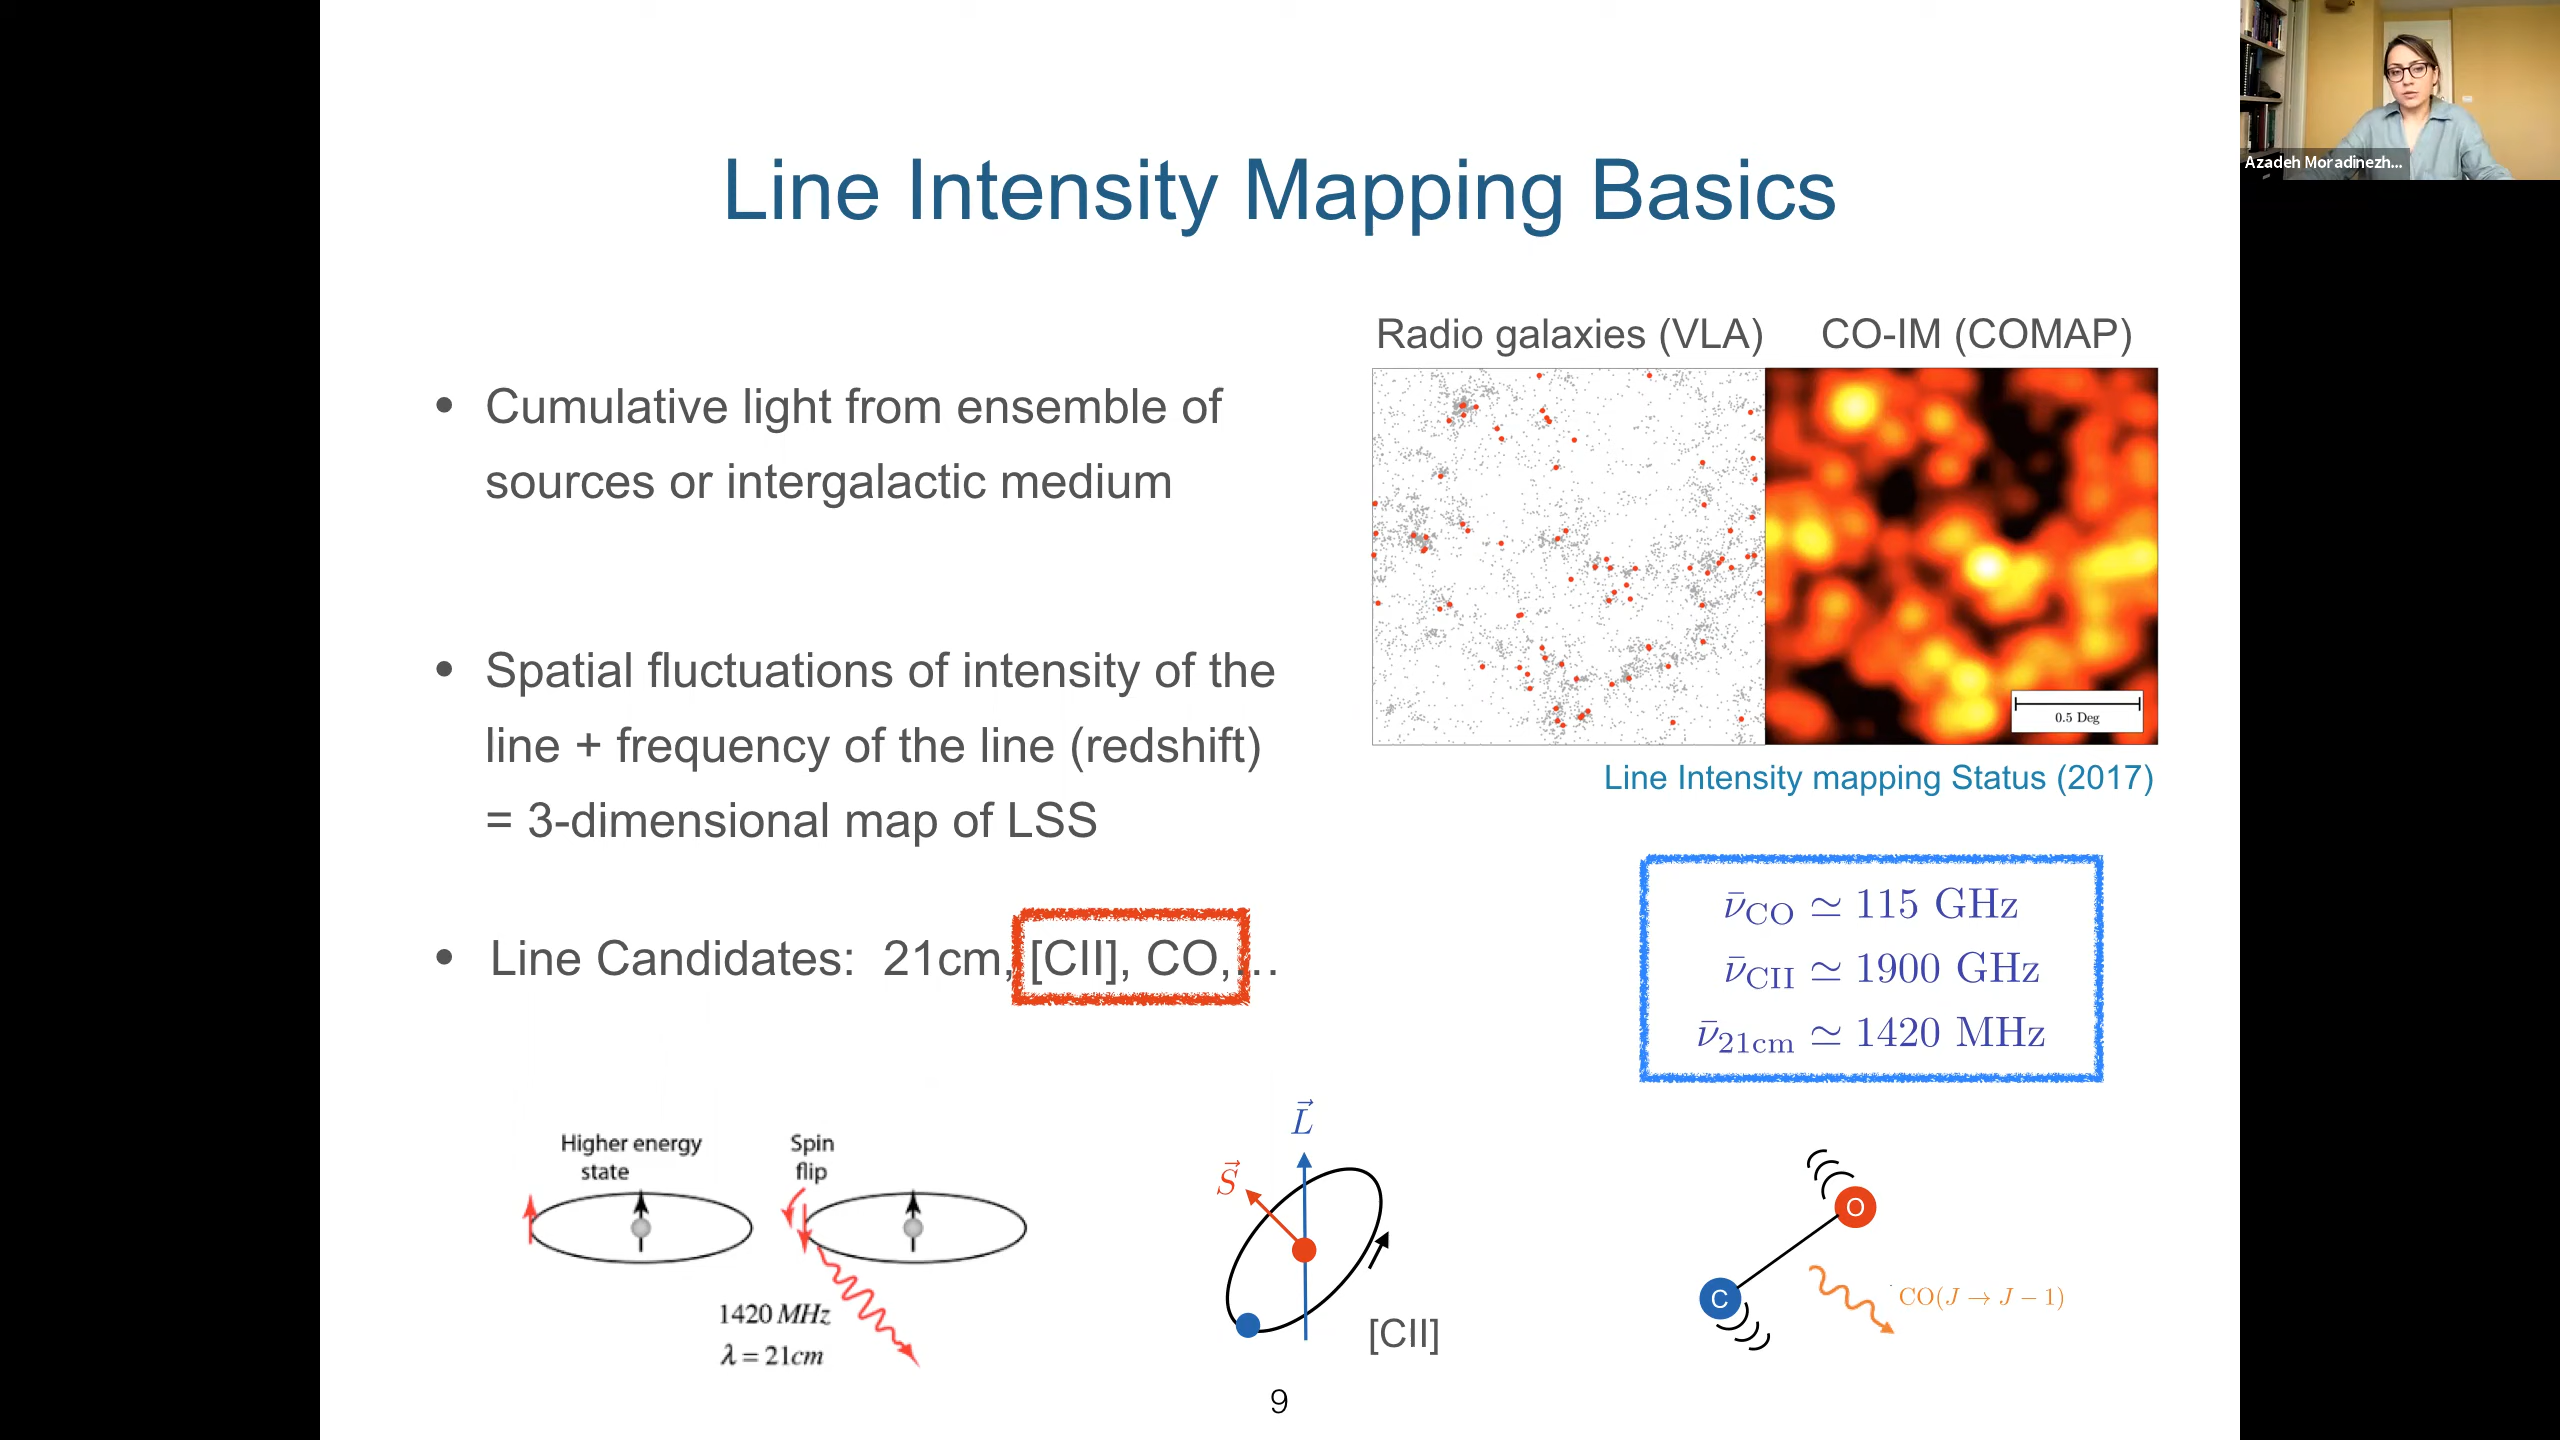 Azadeh Moradinezh...
Line Intensity Mapping Basics
Radio galaxies (VLA)
CO-IM (COMAP)
• Cumulative light from ensemble of
sources or intergalactic medium
• Spatial fluctuations of intensity of the
line + frequency of the line (redshift)
= 3-dimensional map of LSS
0.5 Deg
Line Intensity mapping Status (2017)
• Line Candidates: 21cm, [CII], CO,...
ν̄CO ≃ 115 GHz
ν̄CII ≃ 1900 GHz
ν̄21cm ≃ 1420 MHz
Higher energy
state
Spin
flip
1420 MHz
λ = 21cm
L⃗
S⃗
[CII]
O
C
CO(J → J − 1)
9